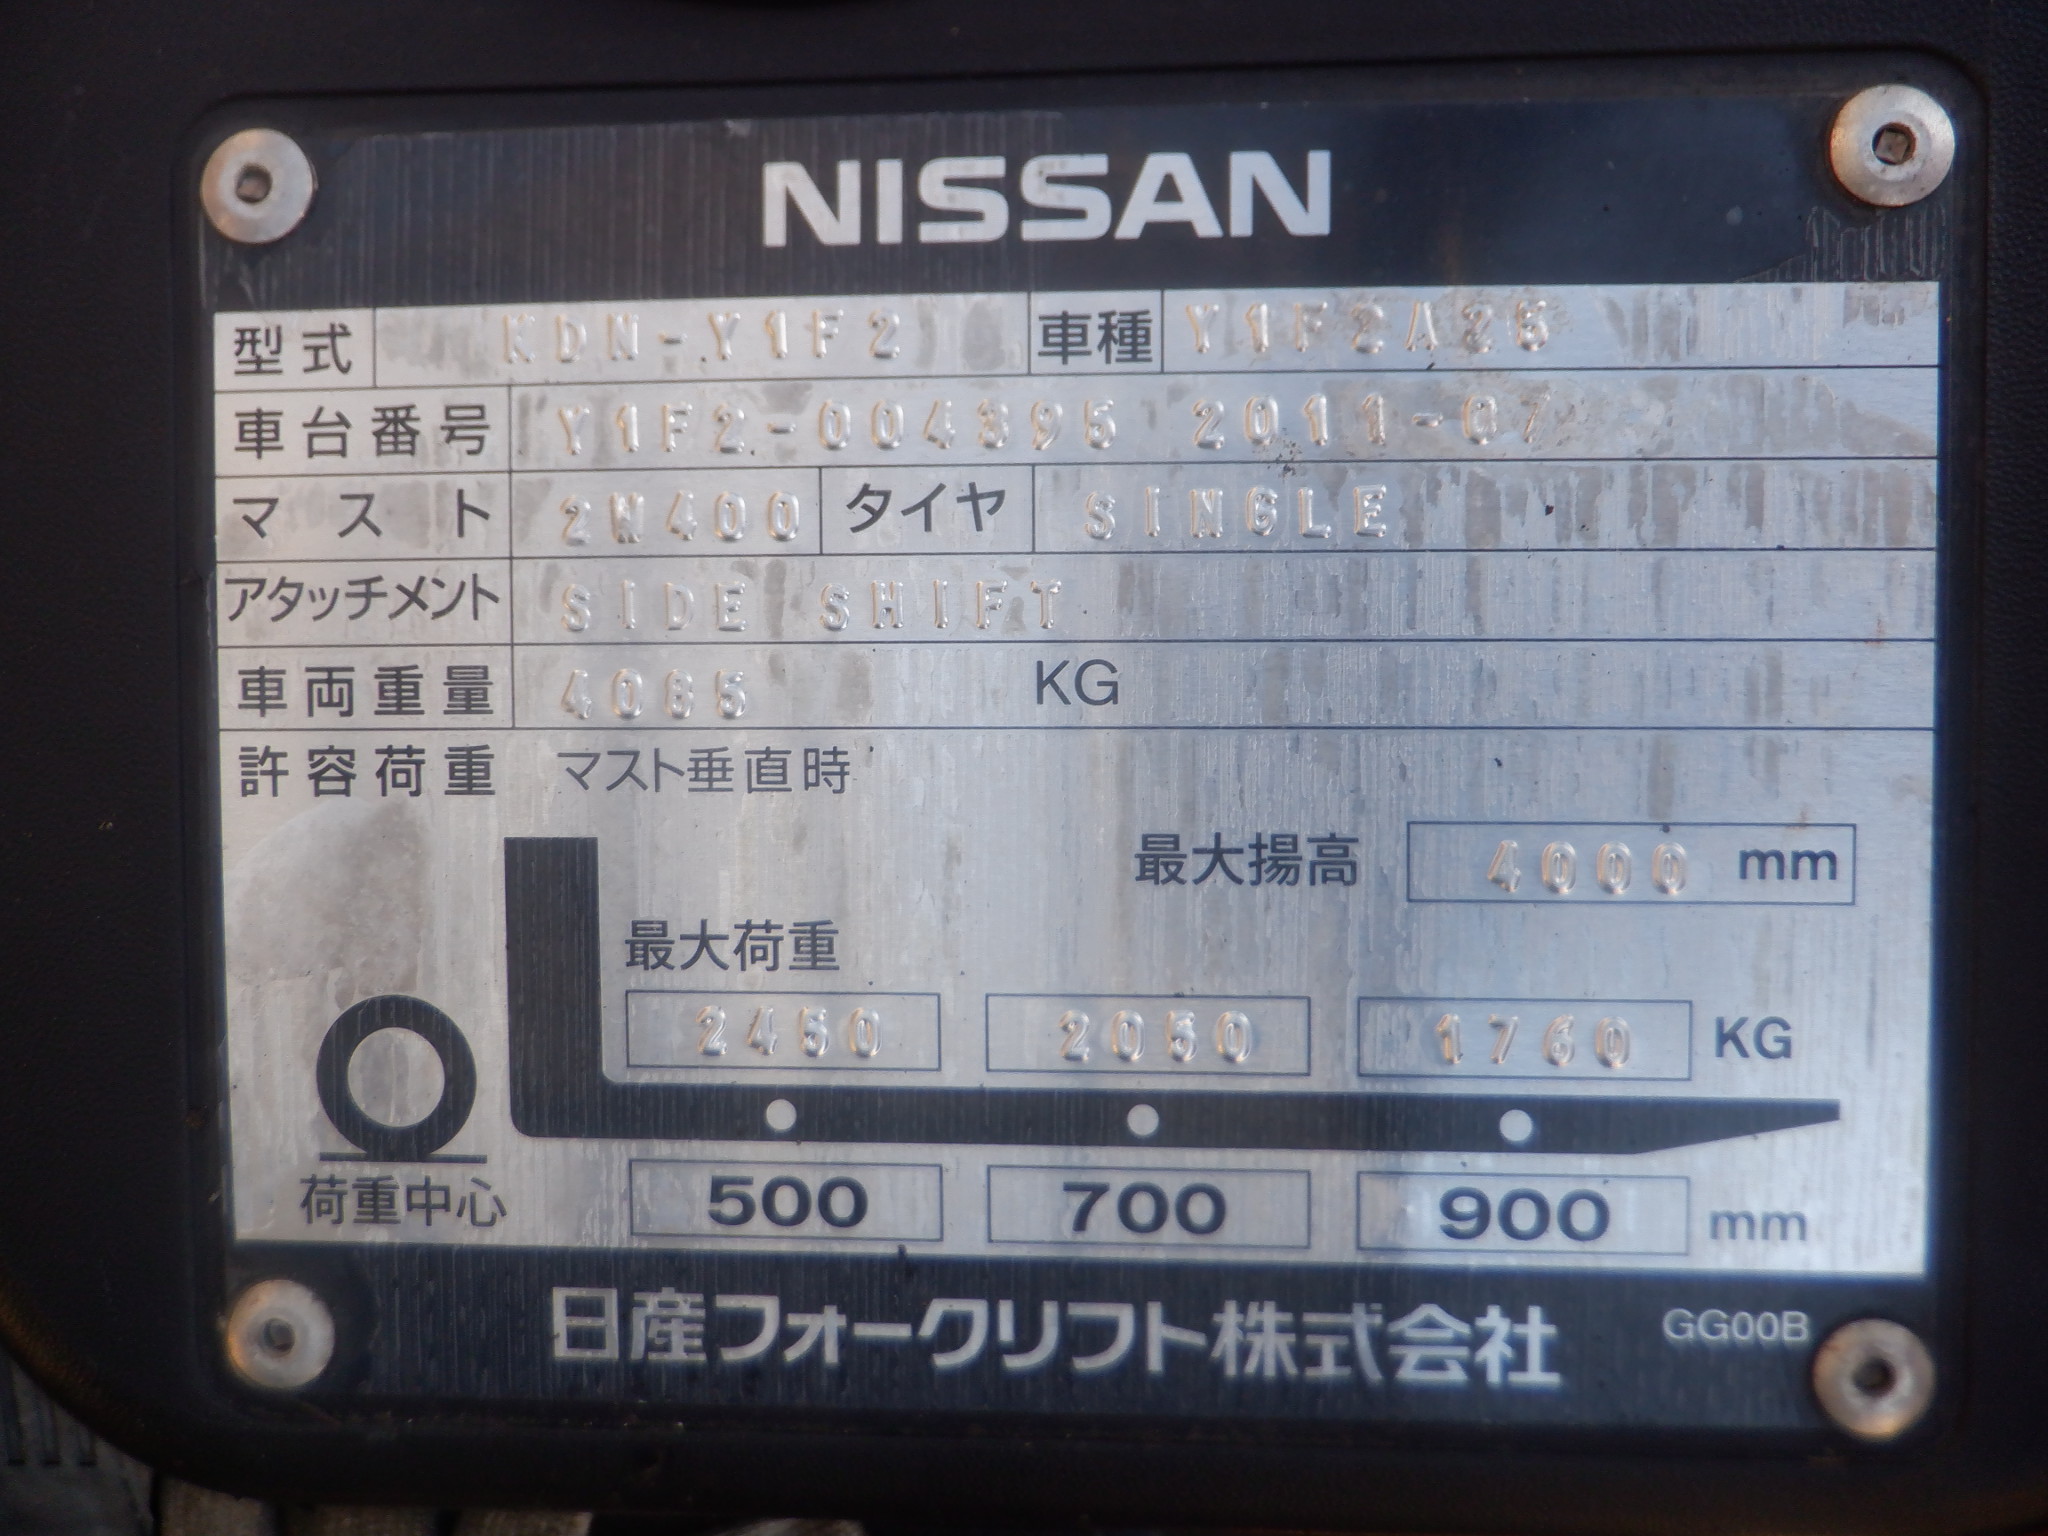 NISSAN
型式 KDN-Y1F2 車種 Y1F2A25
車台番号 Y1F2-004395 2011-07
マスト 2W400 タイヤ SINGLE
アタッチメント SIDE SHIFT
車両重量 KG
許容荷重 マスト垂直時
最大揚高 4000 mm
最大荷重
2450 2050 1760 KG
荷重中心 500 700 900 mm
日産フォークリフト株式会社 GG00B